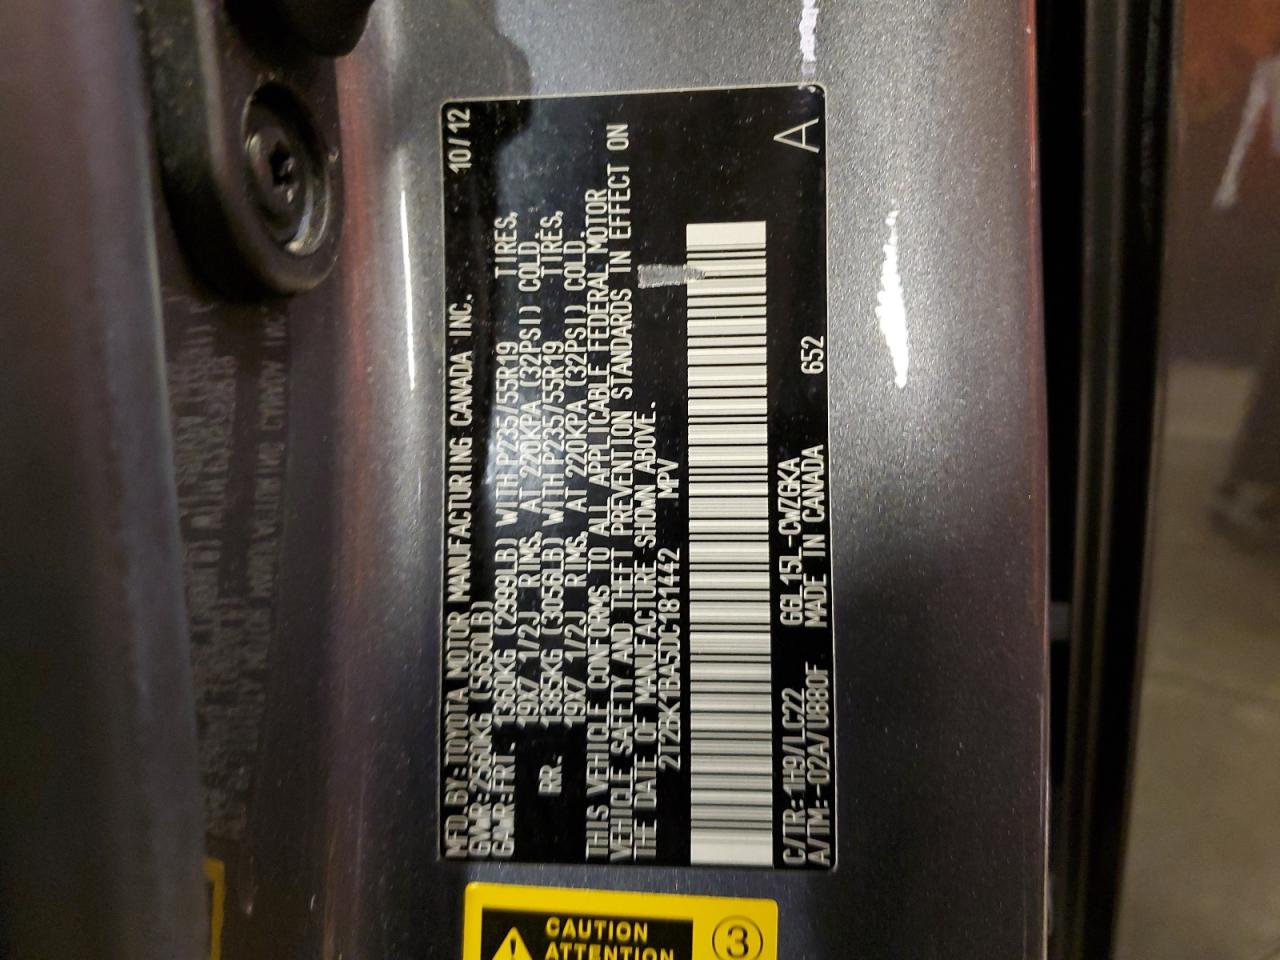 MFD.BY:TOYOTA MOTOR MANUFACTURING CANADA INC. 10/12
GVWR:2560KG (5650LB)
GAWR:FRT. 1360KG (2999LB) WITH P235/55R19 TIRES,
19X7 1/2J RIMS, AT 220KPA (32PSI) COLD.
RR. 1385KG (3056LB) WITH P235/55R19 TIRES,
19X7 1/2J RIMS, AT 220KPA (32PSI) COLD.
THIS VEHICLE CONFORMS TO ALL APPLICABLE FEDERAL MOTOR
VEHICLE SAFETY AND THEFT PREVENTION STANDARDS IN EFFECT ON
THE DATE OF MANUFACTURE SHOWN ABOVE.
2T2BK1BA5DC181442 MPV
C/TR: 1H9/LC22 GGL15L-CWZGKA 652 A
A/TM:-02A/U880F MADE IN CANADA
CAUTION
ATTENTION
3